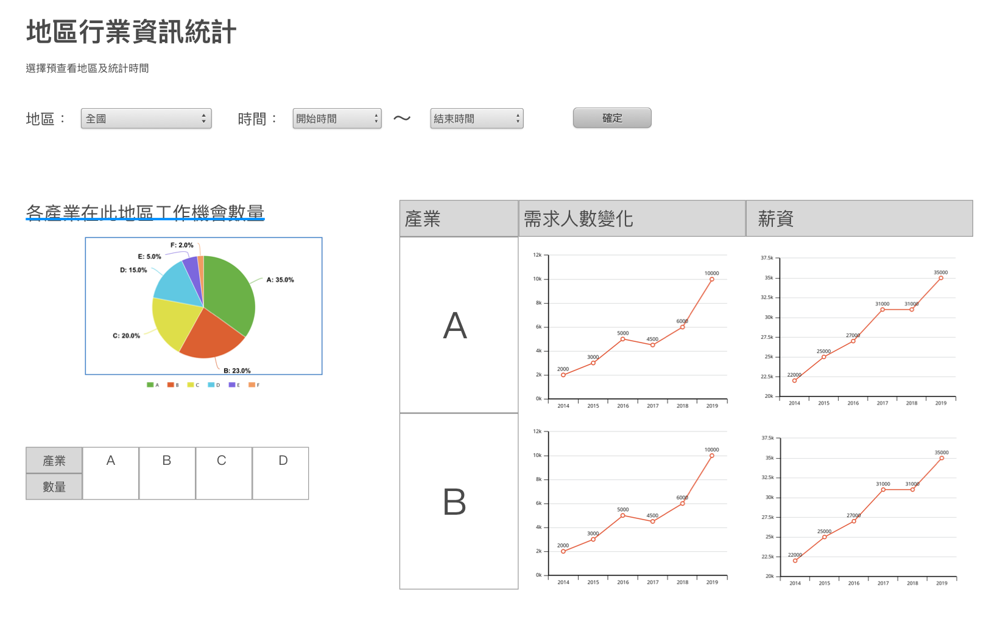 地區行業資訊統計
選擇預查看地區及統計時間
地區： 全國 時間： 開始時間 ～ 結束時間 確定
各產業在此地區工作機會數量
F: 2.0%
E: 5.0%
D: 15.0%
A: 35.0%
C: 20.0%
B: 23.0%
A B C D E F
產業 A B C D
數量
產業 需求人數變化 薪資
A
12k
10k
8k
6k
4k
2k
0k
2000 3000 5000 4500 6000 10000
2014 2015 2016 2017 2018 2019
37.5k
35k
32.5k
30k
27.5k
25k
22.5k
20k
22000 25000 27000 31000 31000 35000
2014 2015 2016 2017 2018 2019
B
12k
10k
8k
6k
4k
2k
0k
2000 3000 5000 4500 6000 10000
2014 2015 2016 2017 2018 2019
37.5k
35k
32.5k
30k
27.5k
25k
22.5k
20k
22000 25000 27000 31000 31000 35000
2014 2015 2016 2017 2018 2019